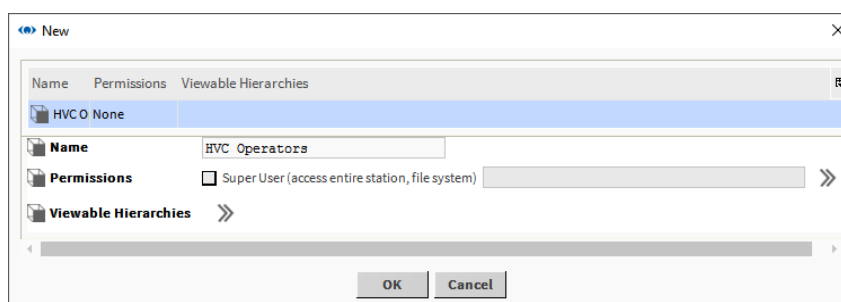 New
Name Permissions Viewable Hierarchies
HVC O None
Name HVC Operators
Permissions Super User (access entire station, file system)
Viewable Hierarchies
OK Cancel